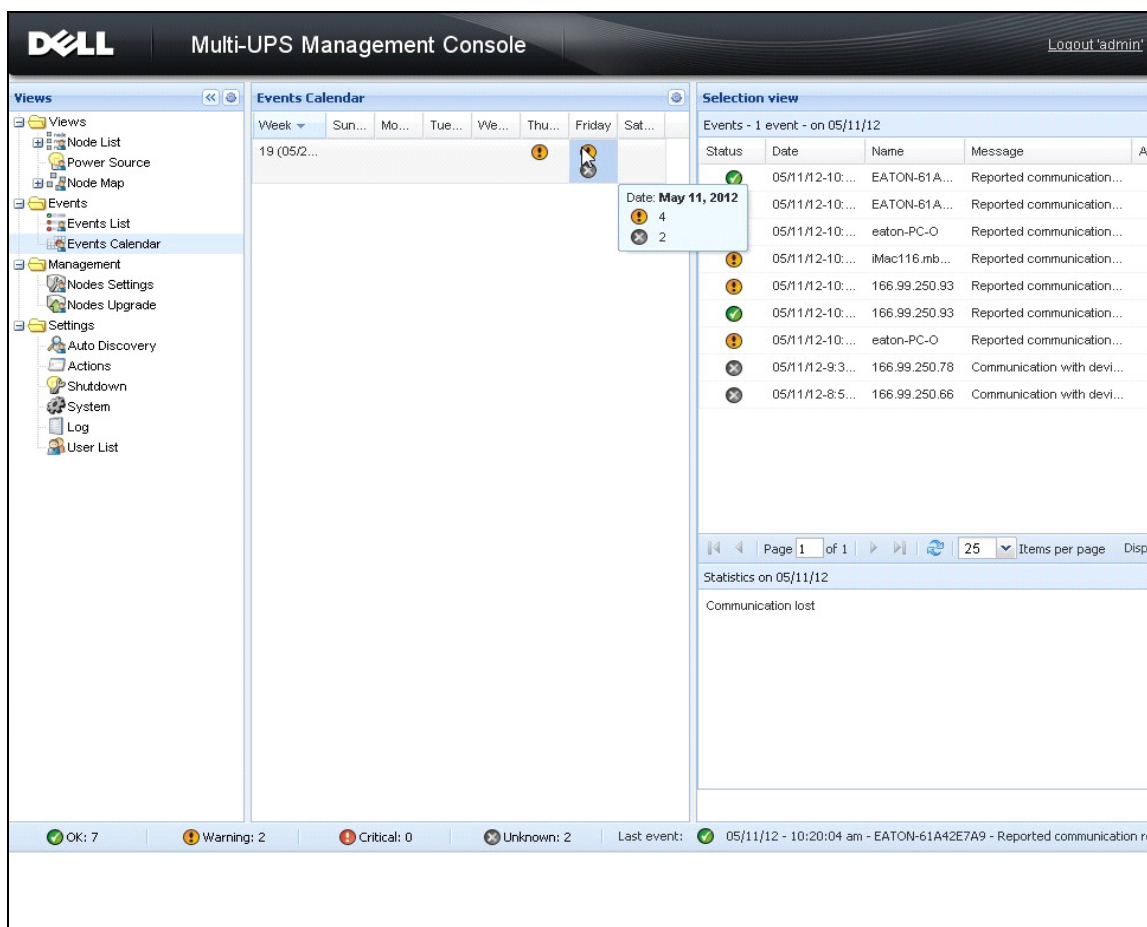 DELL Multi-UPS Management Console Logout 'admin'
Views
Views
Node List
Power Source
Node Map
Events
Events List
Events Calendar
Management
Nodes Settings
Nodes Upgrade
Settings
Auto Discovery
Actions
Shutdown
System
Log
User List
Events Calendar
Week Sun... Mo... Tue... We... Thu... Friday Sat...
19 (05/2...
Date: May 11, 2012
4
2
Selection view
Events - 1 event - on 05/11/12
Status Date Name Message A
05/11/12-10:... EATON-61A... Reported communication...
05/11/12-10:... EATON-61A... Reported communication...
05/11/12-10:... eaton-PC-O Reported communication...
05/11/12-10:... iMac116.mb... Reported communication...
05/11/12-10:... 166.99.250.93 Reported communication...
05/11/12-10:... 166.99.250.93 Reported communication...
05/11/12-10:... eaton-PC-O Reported communication...
05/11/12-9:3... 166.99.250.78 Communication with devi...
05/11/12-8:5... 166.99.250.66 Communication with devi...
Page 1 of 1 25 Items per page Disp
Statistics on 05/11/12
Communication lost
OK: 7 Warning: 2 Critical: 0 Unknown: 2 Last event: 05/11/12 - 10:20:04 am - EATON-61A42E7A9 - Reported communication r